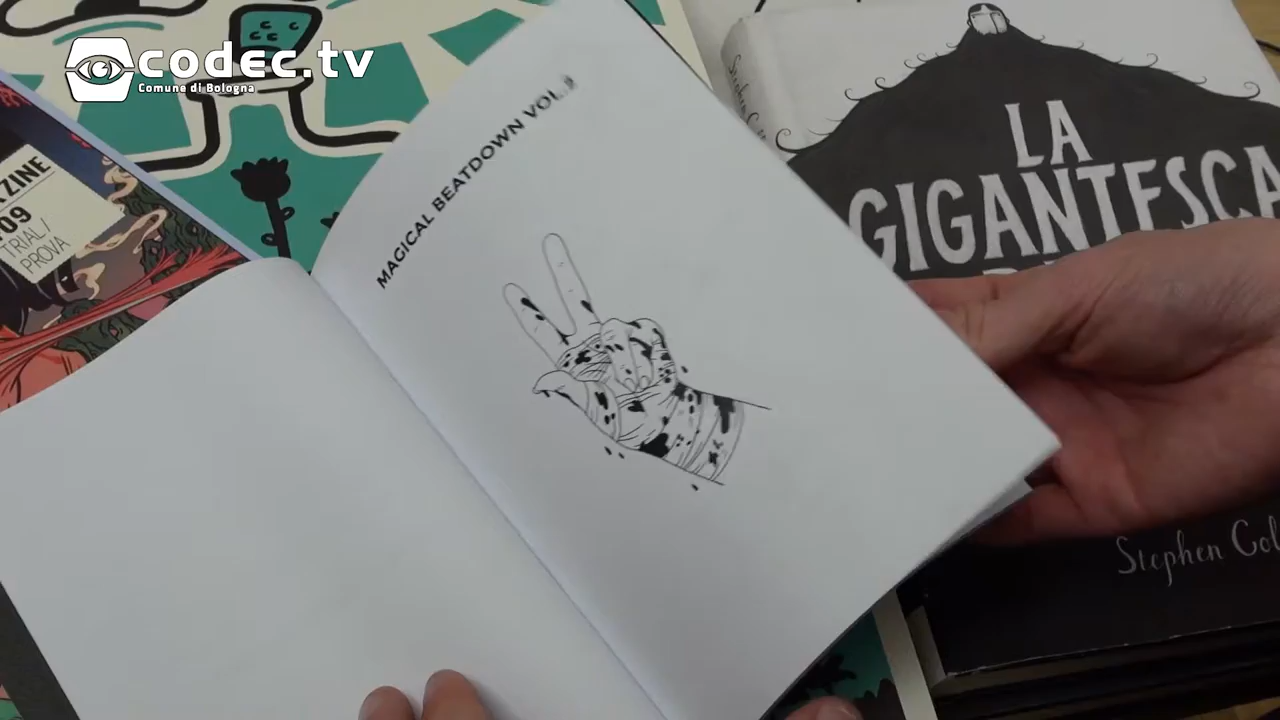 codec.tv
Comune di Bologna
ZINE
09
TRIAL/
PROVA
MAGICAL BEATDOWN VOL.
LA
GIGANTESCA
Stephen Col